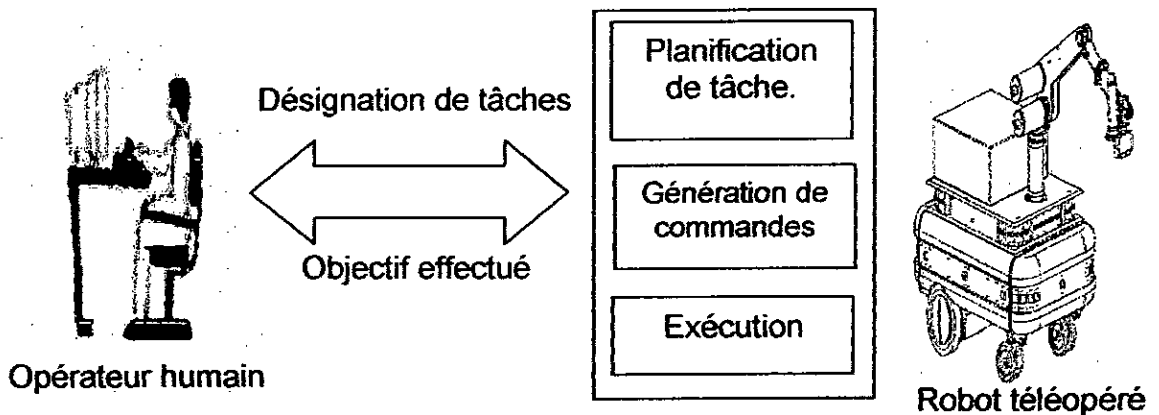 Désignation de tâches
Objectif effectué
Opérateur humain
Planification
de tâche.
Génération de
commandes
Exécution
Robot téléopéré